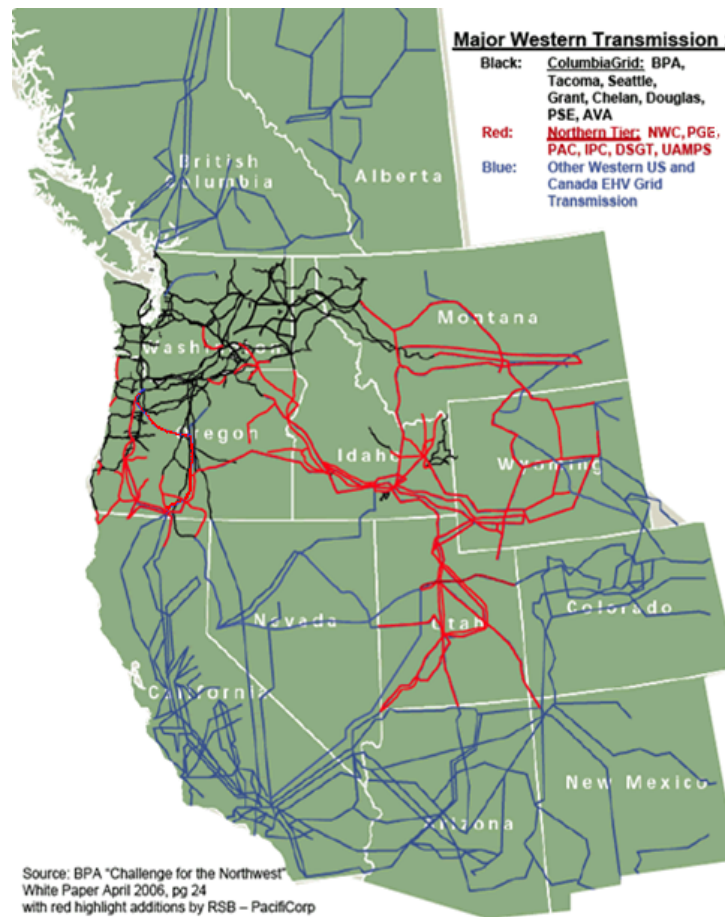 Major Western Transmission
Black: ColumbiaGrid: BPA,
Tacoma, Seattle,
Grant, Chelan, Douglas,
PSE, AVA
Red: Northern Tier: NWC, PGE,
PAC, IPC, DSGT, UAMPS
Blue: Other Western US and
Canada EHV Grid
Transmission
British
Columbia
Alberta
Washington
Montana
Oregon
Idaho
Wyoming
Nevada
Utah
Colorado
California
Arizona
New Mexico
Source: BPA "Challenge for the Northwest"
White Paper April 2006, pg 24
with red highlight additions by RSB – PacifiCorp